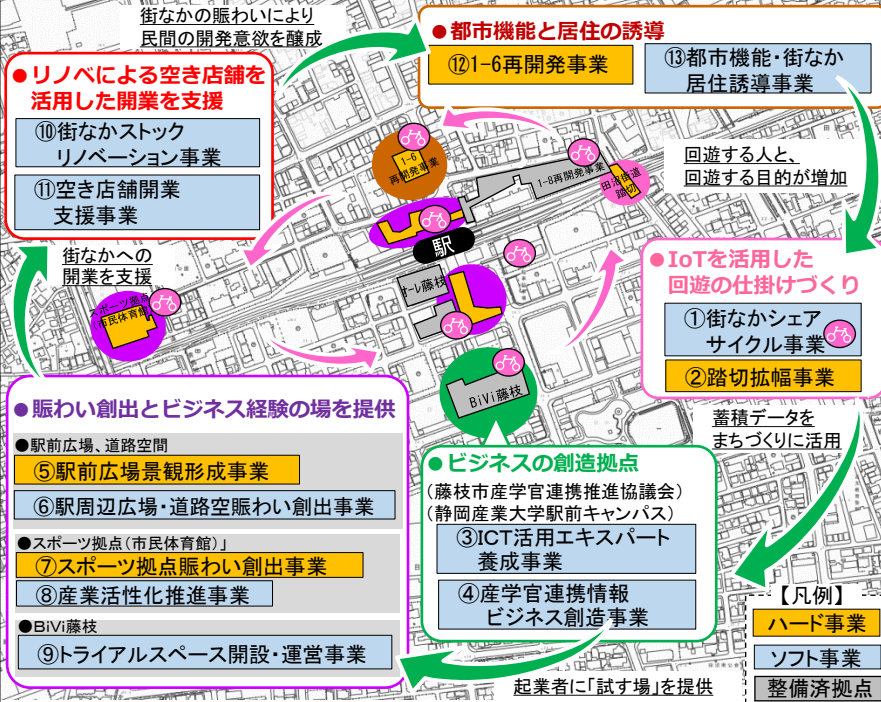 街なかの賑わいにより
民間の開発意欲を醸成
●都市機能と居住の誘導
⑫1-6再開発事業
⑬都市機能・街なか
居住誘導事業
●リノベによる空き店舗を
活用した開業を支援
⑩街なかストック
リノベーション事業
⑪空き店舗開業
支援事業
1-6
再開発事業
1-8再開発事業
田沼街道
踏切
回遊する人と、
回遊する目的が増加
駅
街なかへの
開業を支援
オーレ藤枝
スポーツ拠点
(市民体育館)
●IoTを活用した
回遊の仕掛けづくり
①街なかシェア
サイクル事業
②踏切拡幅事業
BiVi藤枝
蓄積データを
まちづくりに活用
●賑わい創出とビジネス経験の場を提供
●駅前広場、道路空間
⑤駅前広場景観形成事業
⑥駅周辺広場・道路空賑わい創出事業
●スポーツ拠点(市民体育館)」
⑦スポーツ拠点賑わい創出事業
⑧産業活性化推進事業
●BiVi藤枝
⑨トライアルスペース開設・運営事業
●ビジネスの創造拠点
(藤枝市産学官連携推進協議会)
(静岡産業大学駅前キャンパス)
③ICT活用エキスパート
養成事業
④産学官連携情報
ビジネス創造事業
起業者に「試す場」を提供
【凡例】
ハード事業
ソフト事業
整備済拠点